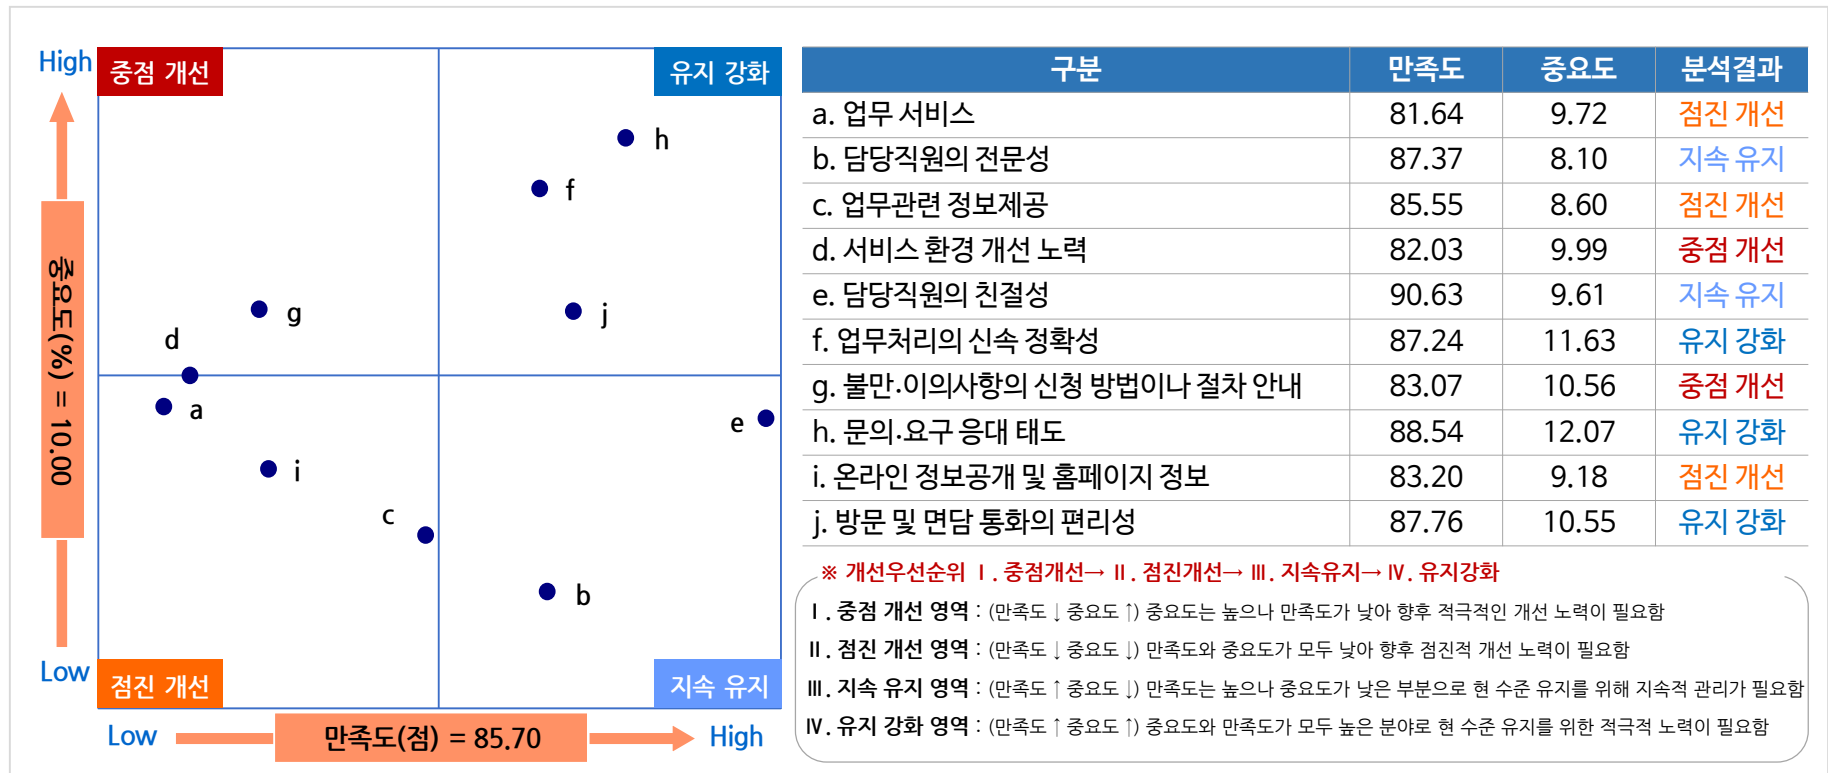 High
중점 개선
유지 강화
h
f
g
j
d
a
e
i
c
b
중요도(%) = 10.00
Low
점진 개선
지속 유지
Low
만족도(점) = 85.70
High
구분 만족도 중요도 분석결과
a. 업무 서비스 81.64 9.72 점진 개선
b. 담당직원의 전문성 87.37 8.10 지속 유지
c. 업무관련 정보제공 85.55 8.60 점진 개선
d. 서비스 환경 개선 노력 82.03 9.99 중점 개선
e. 담당직원의 친절성 90.63 9.61 지속 유지
f. 업무처리의 신속 정확성 87.24 11.63 유지 강화
g. 불만·이의사항의 신청 방법이나 절차 안내 83.07 10.56 중점 개선
h. 문의·요구 응대 태도 88.54 12.07 유지 강화
i. 온라인 정보공개 및 홈페이지 정보 83.20 9.18 점진 개선
j. 방문 및 면담 통화의 편리성 87.76 10.55 유지 강화
※ 개선우선순위 Ⅰ. 중점개선→ Ⅱ. 점진개선→ Ⅲ. 지속유지→ Ⅳ. 유지강화
Ⅰ. 중점 개선 영역 : (만족도↓ 중요도↑) 중요도는 높으나 만족도가 낮아 향후 적극적인 개선 노력이 필요함
Ⅱ. 점진 개선 영역 : (만족도↓ 중요도↓) 만족도와 중요도가 모두 낮아 향후 점진적 개선 노력이 필요함
Ⅲ. 지속 유지 영역 : (만족도↑ 중요도↓) 만족도는 높으나 중요도가 낮은 부분으로 현 수준 유지를 위해 지속적 관리가 필요함
Ⅳ. 유지 강화 영역 : (만족도↑ 중요도↑) 중요도와 만족도가 모두 높은 분야로 현 수준 유지를 위한 적극적 노력이 필요함